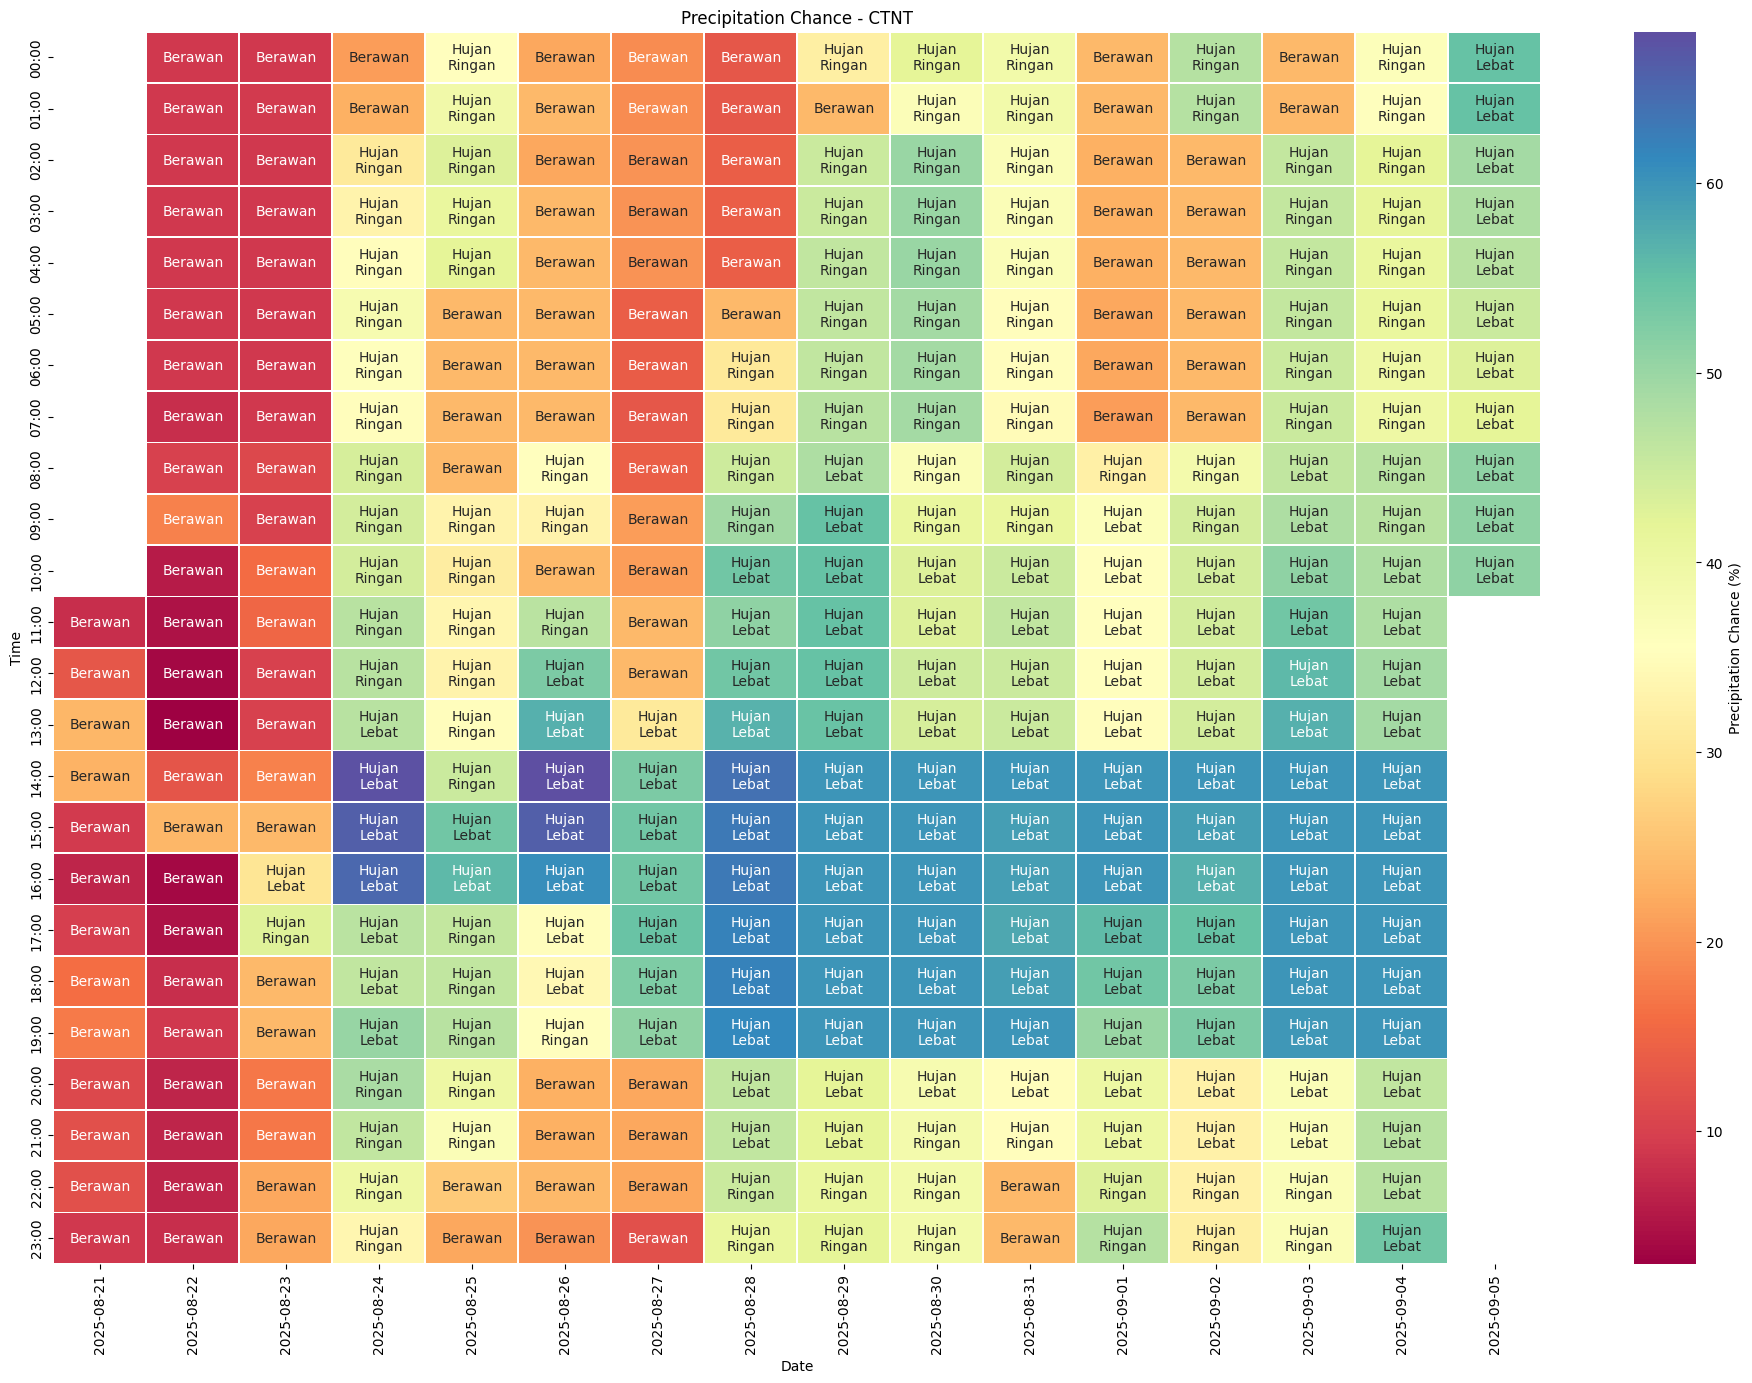 Precipitation Chance - CTNT
00:00 Berawan Berawan Berawan Hujan Ringan Berawan Berawan Berawan Hujan Ringan Hujan Ringan Hujan Ringan Berawan Hujan Ringan Berawan Hujan Ringan Hujan Lebat
01:00 Berawan Berawan Berawan Hujan Ringan Berawan Berawan Berawan Berawan Hujan Ringan Hujan Ringan Berawan Hujan Ringan Berawan Hujan Ringan Hujan Lebat
02:00 Berawan Berawan Hujan Ringan Hujan Ringan Berawan Berawan Berawan Hujan Ringan Hujan Ringan Hujan Ringan Berawan Berawan Hujan Ringan Hujan Ringan Hujan Lebat
03:00 Berawan Berawan Hujan Ringan Hujan Ringan Berawan Berawan Berawan Hujan Ringan Hujan Ringan Hujan Ringan Berawan Berawan Hujan Ringan Hujan Ringan Hujan Lebat
04:00 Berawan Berawan Hujan Ringan Hujan Ringan Berawan Berawan Berawan Hujan Ringan Hujan Ringan Hujan Ringan Berawan Berawan Hujan Ringan Hujan Ringan Hujan Lebat
05:00 Berawan Berawan Hujan Ringan Berawan Berawan Berawan Berawan Hujan Ringan Hujan Ringan Hujan Ringan Berawan Berawan Hujan Ringan Hujan Ringan Hujan Lebat
06:00 Berawan Berawan Hujan Ringan Berawan Berawan Berawan Hujan Ringan Hujan Ringan Hujan Ringan Hujan Ringan Berawan Berawan Hujan Ringan Hujan Ringan Hujan Lebat
07:00 Berawan Berawan Hujan Ringan Berawan Berawan Berawan Hujan Ringan Hujan Ringan Hujan Ringan Hujan Ringan Berawan Berawan Hujan Ringan Hujan Ringan Hujan Lebat
08:00 Berawan Berawan Hujan Ringan Berawan Hujan Ringan Berawan Hujan Ringan Hujan Lebat Hujan Ringan Hujan Ringan Hujan Ringan Hujan Ringan Hujan Lebat Hujan Ringan Hujan Lebat
09:00 Berawan Berawan Hujan Ringan Hujan Ringan Hujan Ringan Berawan Hujan Ringan Hujan Lebat Hujan Ringan Hujan Ringan Hujan Lebat Hujan Ringan Hujan Lebat Hujan Ringan Hujan Lebat
10:00 Berawan Berawan Hujan Ringan Hujan Ringan Berawan Berawan Hujan Lebat Hujan Lebat Hujan Lebat Hujan Lebat Hujan Lebat Hujan Lebat Hujan Lebat Hujan Lebat Hujan Lebat
11:00 Berawan Berawan Berawan Hujan Ringan Hujan Ringan Hujan Ringan Berawan Hujan Lebat Hujan Lebat Hujan Lebat Hujan Lebat Hujan Lebat Hujan Lebat Hujan Lebat Hujan Lebat
12:00 Berawan Berawan Berawan Hujan Ringan Hujan Ringan Hujan Lebat Berawan Hujan Lebat Hujan Lebat Hujan Lebat Hujan Lebat Hujan Lebat Hujan Lebat Hujan Lebat Hujan Lebat
13:00 Berawan Berawan Berawan Hujan Lebat Hujan Ringan Hujan Lebat Hujan Lebat Hujan Lebat Hujan Lebat Hujan Lebat Hujan Lebat Hujan Lebat Hujan Lebat Hujan Lebat Hujan Lebat
14:00 Berawan Berawan Berawan Hujan Lebat Hujan Ringan Hujan Lebat Hujan Lebat Hujan Lebat Hujan Lebat Hujan Lebat Hujan Lebat Hujan Lebat Hujan Lebat Hujan Lebat Hujan Lebat
15:00 Berawan Berawan Berawan Hujan Lebat Hujan Lebat Hujan Lebat Hujan Lebat Hujan Lebat Hujan Lebat Hujan Lebat Hujan Lebat Hujan Lebat Hujan Lebat Hujan Lebat Hujan Lebat
16:00 Berawan Berawan Hujan Lebat Hujan Lebat Hujan Lebat Hujan Lebat Hujan Lebat Hujan Lebat Hujan Lebat Hujan Lebat Hujan Lebat Hujan Lebat Hujan Lebat Hujan Lebat Hujan Lebat
17:00 Berawan Berawan Hujan Ringan Hujan Lebat Hujan Ringan Hujan Lebat Hujan Lebat Hujan Lebat Hujan Lebat Hujan Lebat Hujan Lebat Hujan Lebat Hujan Lebat Hujan Lebat Hujan Lebat
18:00 Berawan Berawan Berawan Hujan Lebat Hujan Ringan Hujan Lebat Hujan Lebat Hujan Lebat Hujan Lebat Hujan Lebat Hujan Lebat Hujan Lebat Hujan Lebat Hujan Lebat Hujan Lebat
19:00 Berawan Berawan Berawan Hujan Lebat Hujan Ringan Hujan Ringan Hujan Lebat Hujan Lebat Hujan Lebat Hujan Lebat Hujan Lebat Hujan Lebat Hujan Lebat Hujan Lebat Hujan Lebat
20:00 Berawan Berawan Berawan Hujan Ringan Hujan Ringan Berawan Berawan Hujan Lebat Hujan Lebat Hujan Lebat Hujan Lebat Hujan Lebat Hujan Lebat Hujan Lebat Hujan Lebat
21:00 Berawan Berawan Berawan Hujan Ringan Hujan Ringan Berawan Berawan Hujan Lebat Hujan Lebat Hujan Ringan Hujan Ringan Hujan Lebat Hujan Lebat Hujan Lebat Hujan Lebat
22:00 Berawan Berawan Berawan Hujan Ringan Berawan Berawan Berawan Hujan Ringan Hujan Ringan Hujan Ringan Berawan Hujan Ringan Hujan Ringan Hujan Ringan Hujan Lebat
23:00 Berawan Berawan Berawan Hujan Ringan Berawan Berawan Berawan Hujan Ringan Hujan Ringan Hujan Ringan Berawan Hujan Ringan Hujan Ringan Hujan Ringan Hujan Lebat
Time
2025-08-21 2025-08-22 2025-08-23 2025-08-24 2025-08-25 2025-08-26 2025-08-27 2025-08-28 2025-08-29 2025-08-30 2025-08-31 2025-09-01 2025-09-02 2025-09-03 2025-09-04 2025-09-05
Date
60
50
40
30
20
10
Precipitation Chance (%)